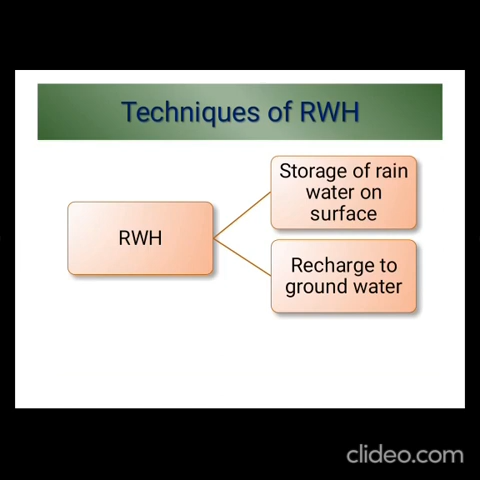 Techniques of RWH
Storage of rain
water on
surface
RWH
Recharge to
ground water
clideo.com